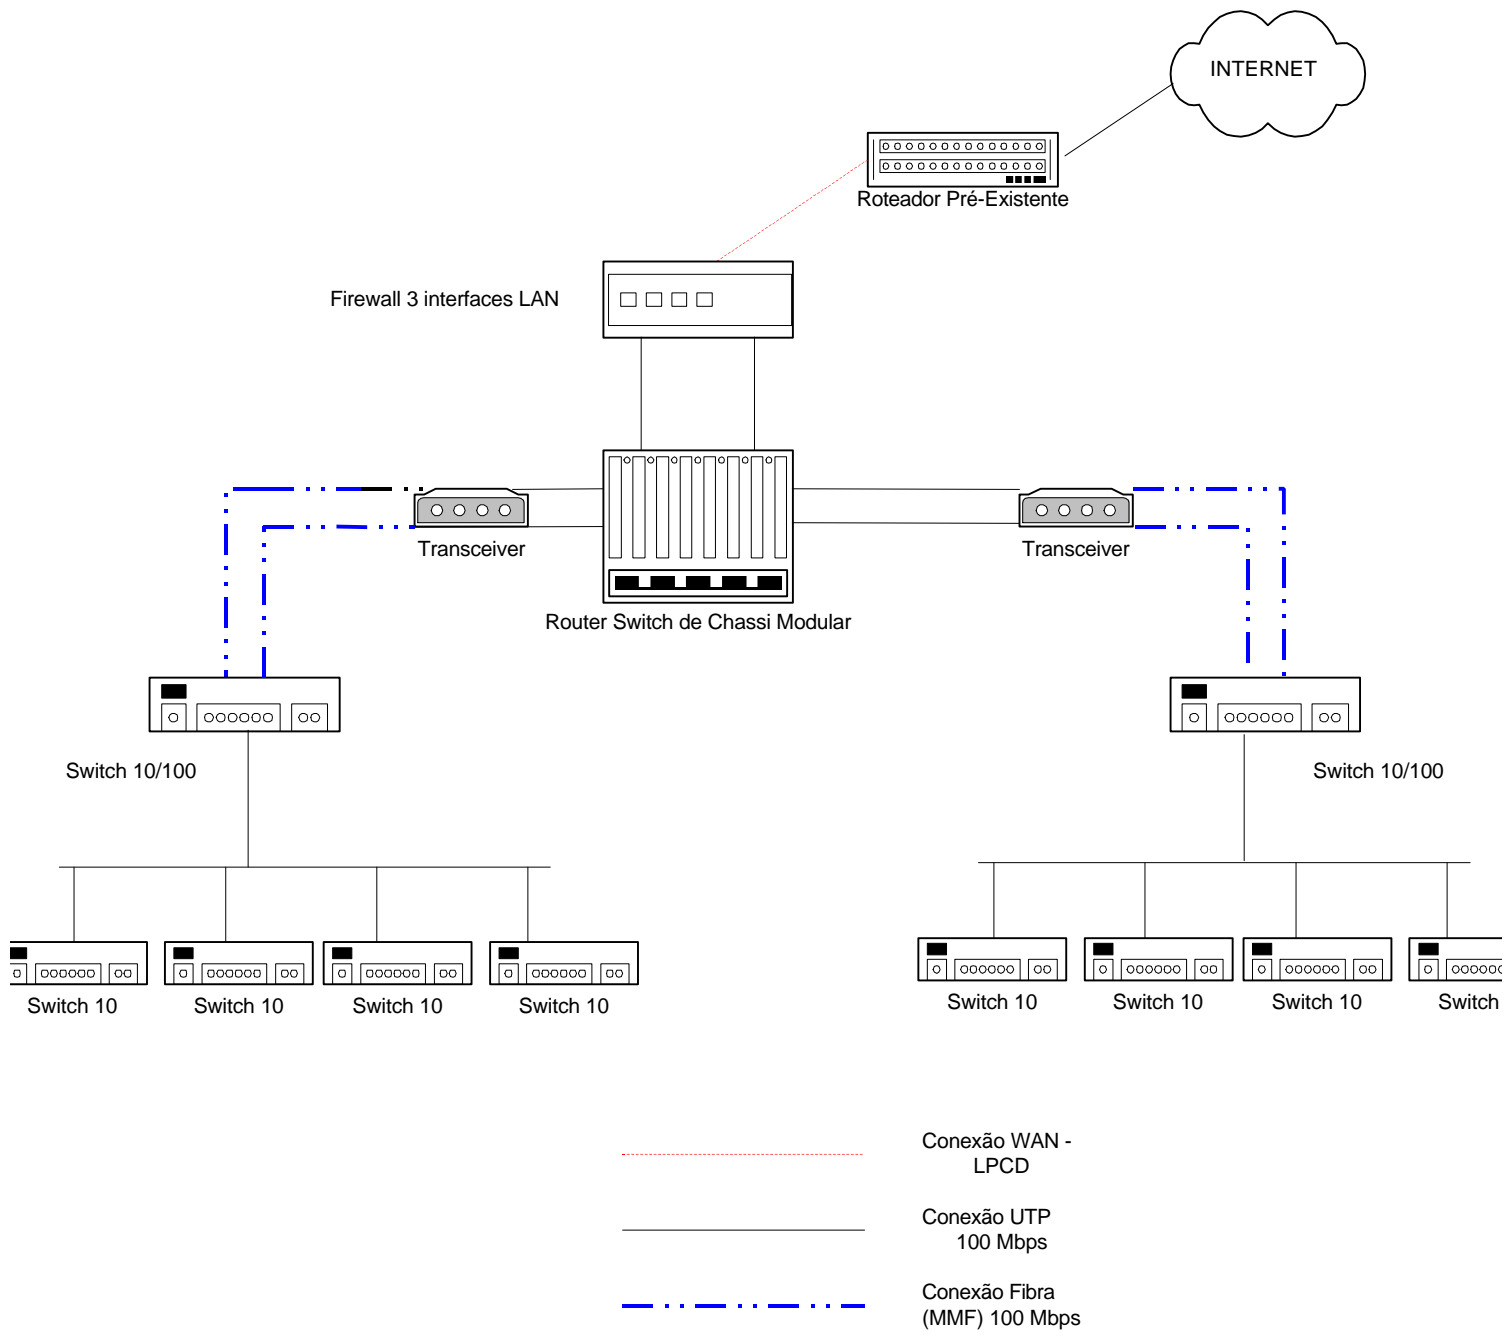 INTERNET
Roteador Pré-Existente
Firewall 3 interfaces LAN
Transceiver
Transceiver
Router Switch de Chassi Modular
Switch 10/100
Switch 10/100
Switch 10
Switch 10
Switch 10
Switch 10
Switch 10
Switch 10
Switch 10
Switch
Conexão WAN -
LPCD
Conexão UTP
100 Mbps
Conexão Fibra
(MMF) 100 Mbps